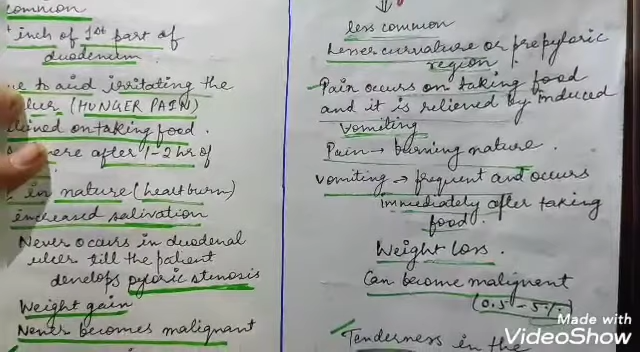 common
inch of 1st part of
duodenum.
to acid irritating the
(HUNGER PAIN)
on taking food.
after 1-2 hr of
in nature (heartburn)
increased salivation
Never occurs in duodenal
ulcer till the patient
develops pyloric stenosis
Weight gain
Never becomes malignant
less common
Lesser curvature or prepyloric
region
Pain occurs on taking food
and it is relieved by induced
vomiting
Pain → burning nature.
vomiting → frequent and occurs
immediately after taking
food.
Weight loss.
Can become malignant
(0.5 - 5%)
Tenderness in the
Made with
VideoShow